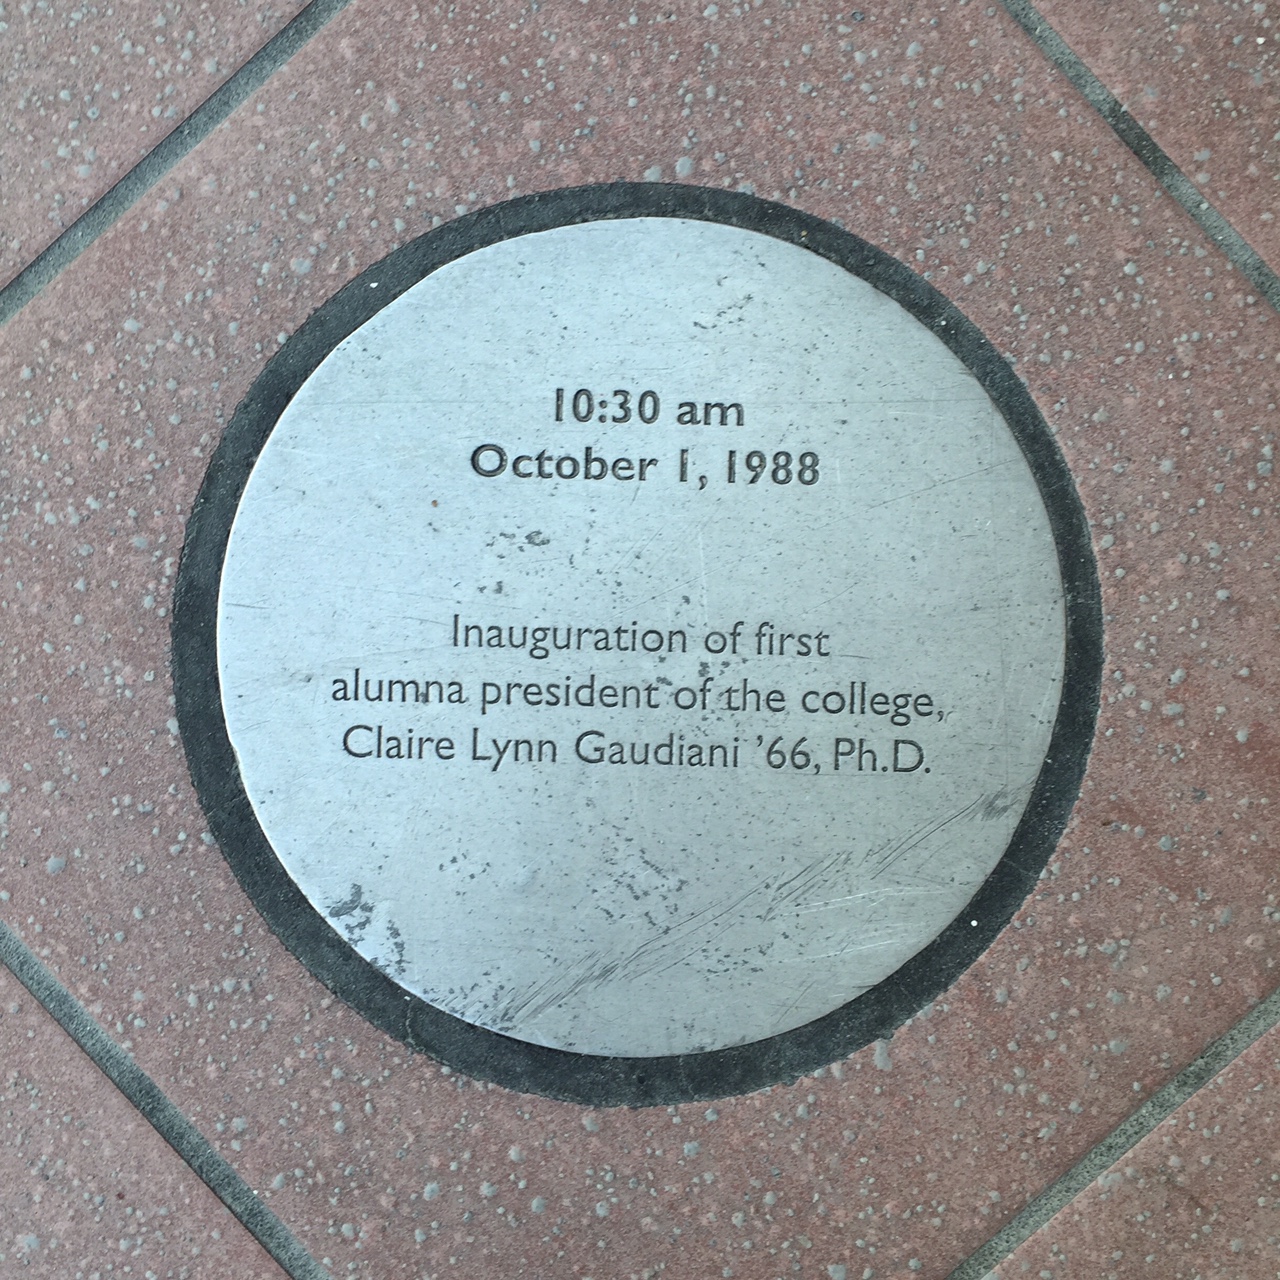 10:30 am
October 1, 1988
Inauguration of first
alumna president of the college,
Claire Lynn Gaudiani ’66, Ph.D.